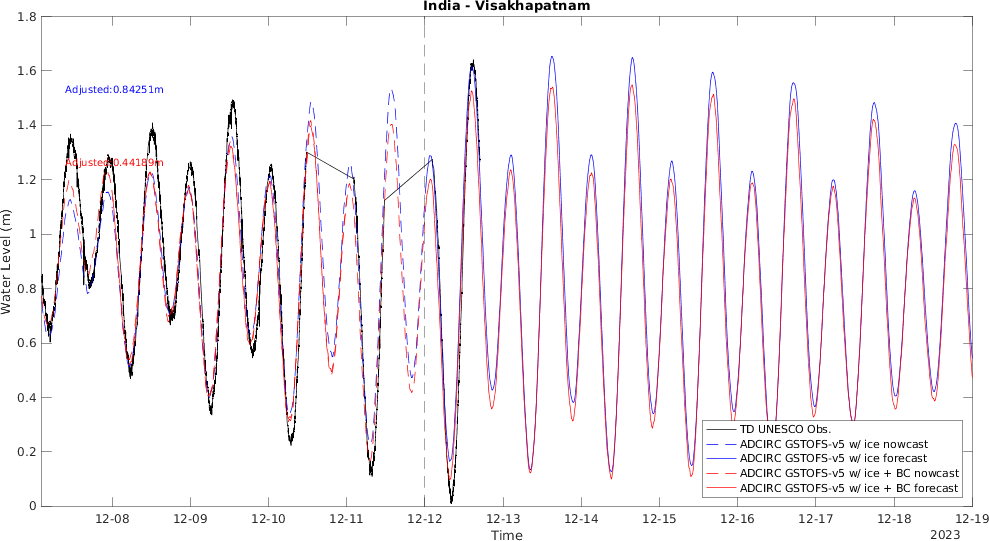 India - Visakhapatnam
1.8
1.6
1.4
1.2
1
0.8
0.6
0.4
0.2
0
Water Level (m)
Adjusted:0.84251m
Adjusted:0.44189m
TD UNESCO Obs.
ADCIRC GSTOFS-v5 w/ ice nowcast
ADCIRC GSTOFS-v5 w/ ice forecast
ADCIRC GSTOFS-v5 w/ ice + BC nowcast
ADCIRC GSTOFS-v5 w/ ice + BC forecast
12-08 12-09 12-10 12-11 12-12 12-13 12-14 12-15 12-16 12-17 12-18 12-19
Time
2023